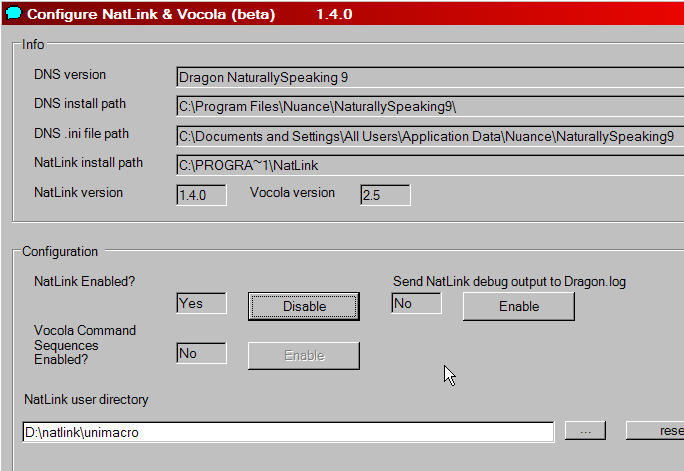 Configure NatLink & Vocola (beta) 1.4.0
Info
DNS version Dragon NaturallySpeaking 9
DNS install path C:\Program Files\Nuance\NaturallySpeaking9\
DNS .ini file path C:\Documents and Settings\All Users\Application Data\Nuance\NaturallySpeaking9
NatLink install path C:\PROGRA~1\NatLink
NatLink version 1.4.0 Vocola version 2.5
Configuration
NatLink Enabled? Send NatLink debug output to Dragon.log
Yes Disable No Enable
Vocola Command
Sequences
Enabled? No Enable
NatLink user directory
D:\natlink\unimacro ... rese